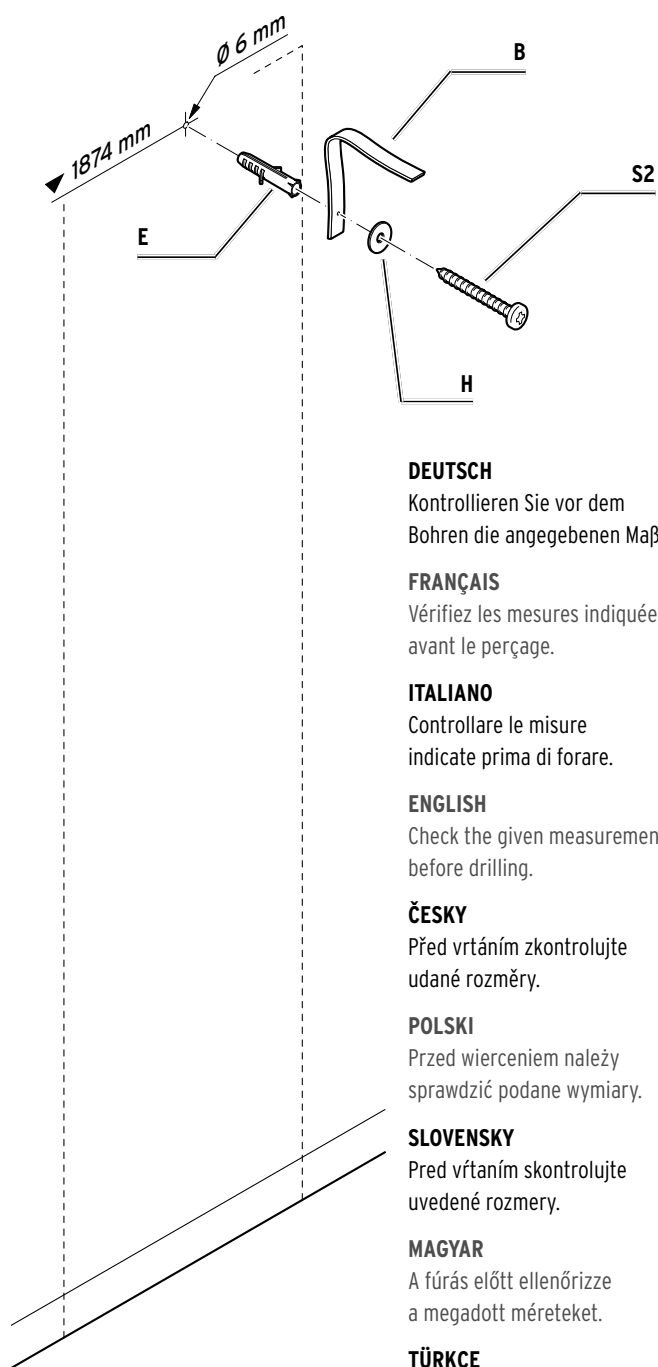 Ø 6 mm
B
1874 mm
S2
E
H
DEUTSCH
Kontrollieren Sie vor dem
Bohren die angegebenen Maß
FRANÇAIS
Vérifiez les mesures indiquée
avant le perçage.
ITALIANO
Controllare le misure
indicate prima di forare.
ENGLISH
Check the given measuremen
before drilling.
ČESKY
Před vrtáním zkontrolujte
udané rozměry.
POLSKI
Przed wierceniem należy
sprawdzić podane wymiary.
SLOVENSKY
Pred vŕtaním skontrolujte
uvedené rozmery.
MAGYAR
A fúrás előtt ellenőrizze
a megadott méreteket.
TÜRKCE